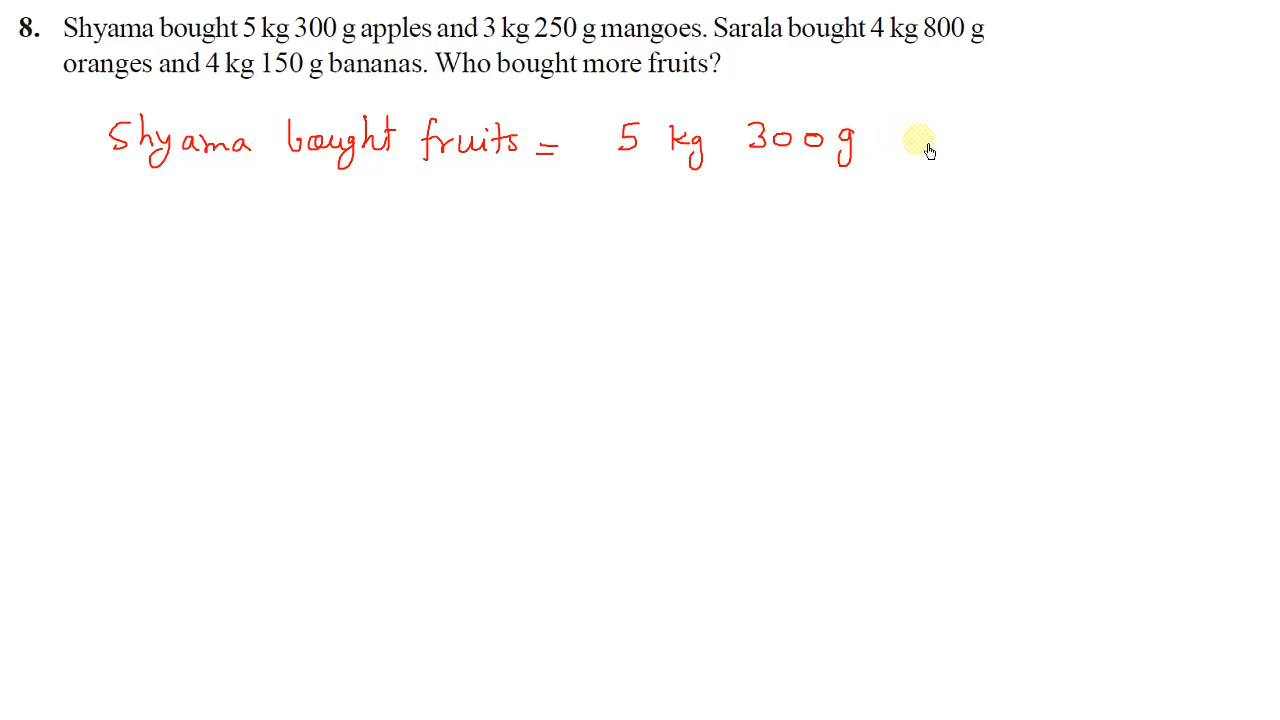 8. Shyama bought 5 kg 300 g apples and 3 kg 250 g mangoes. Sarala bought 4 kg 800 g
oranges and 4 kg 150 g bananas. Who bought more fruits?
Shyama bought fruits = 5 kg 300g